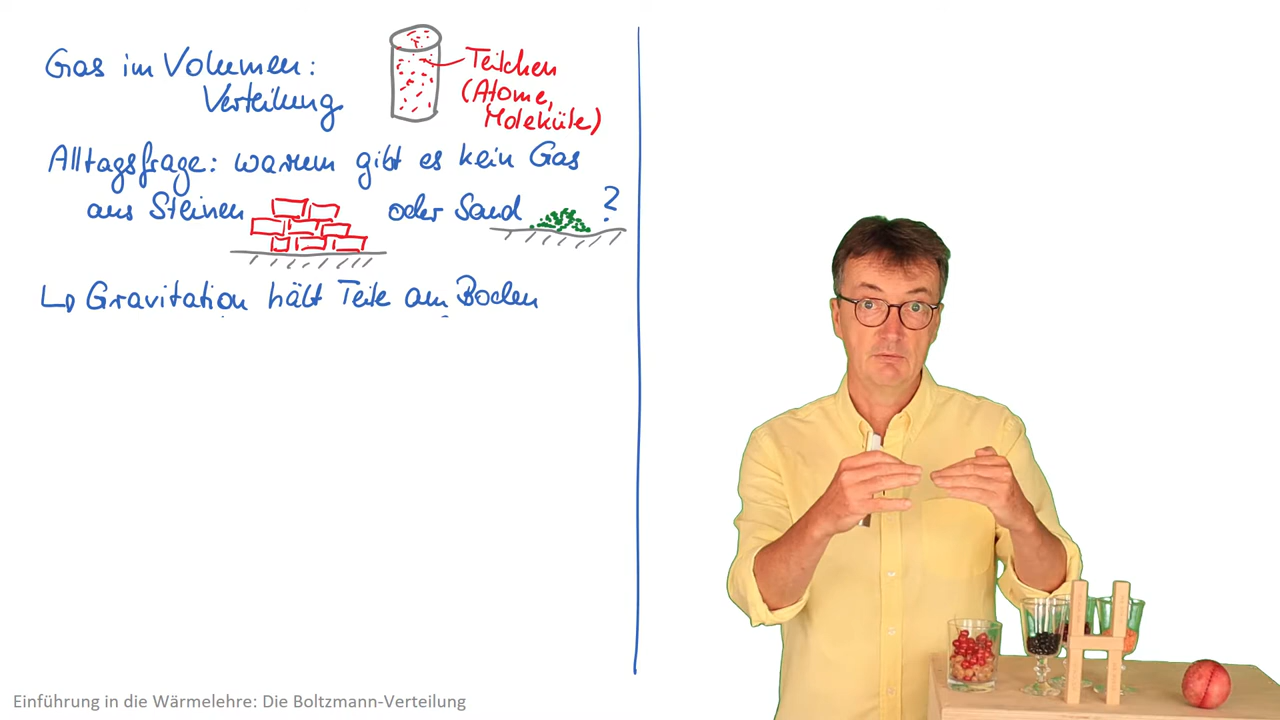 Gas im Volumen:
Verteilung
Teilchen
(Atome,
Moleküle)
Alltagsfrage: warum gibt es kein Gas
aus Steinen oder Sand ?
↳ Gravitation hält Teile am Boden
Einführung in die Wärmelehre: Die Boltzmann-Verteilung